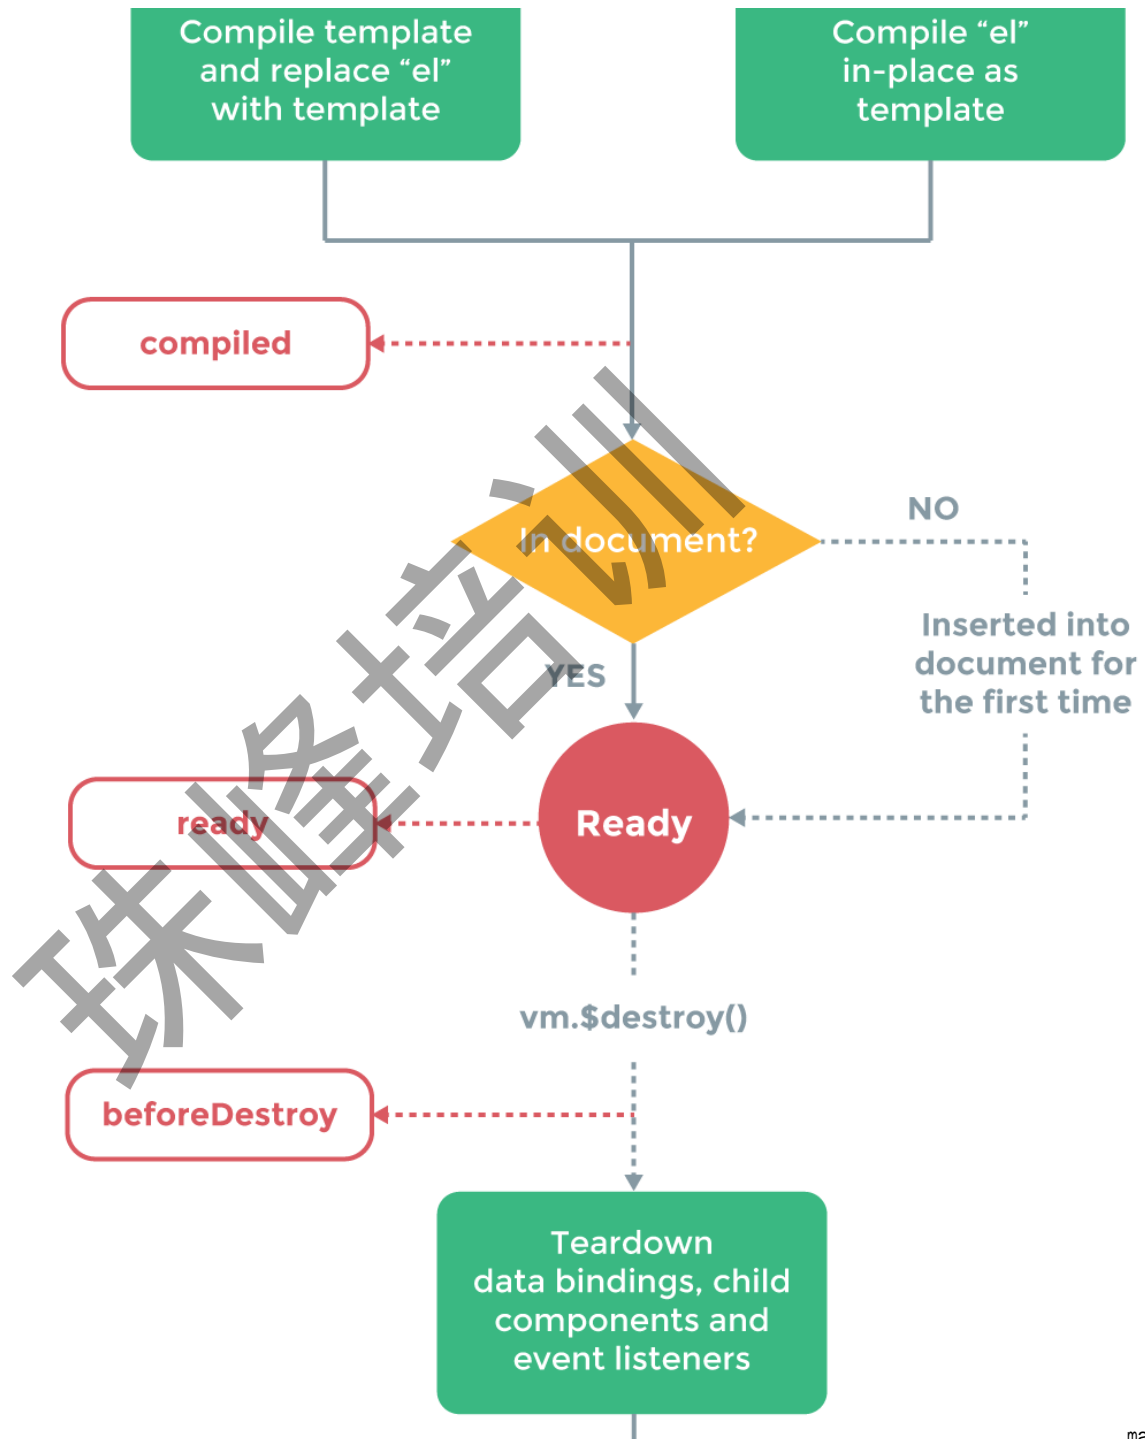 Compile template
and replace “el”
with template
Compile “el”
in-place as
template
compiled
In document?
NO
YES
Inserted into
document for
the first time
Ready
ready
vm.$destroy()
beforeDestroy
Teardown
data bindings, child
components and
event listeners
珠峰培训